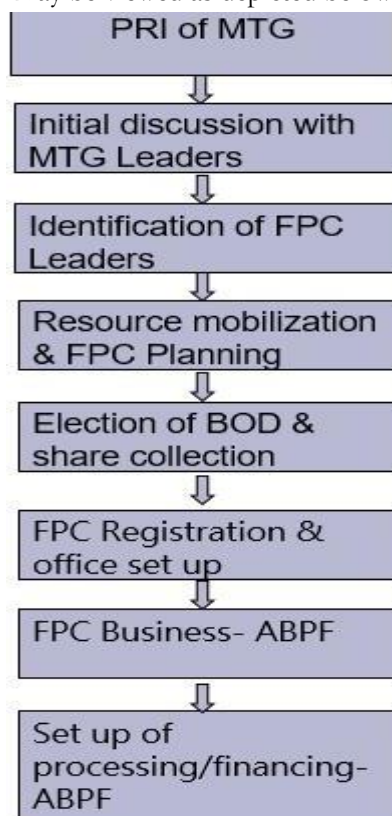 PRI of MTG
Initial discussion with
MTG Leaders
Identification of FPC
Leaders
Resource mobilization
& FPC Planning
Election of BOD &
share collection
FPC Registration &
office set up
FPC Business- ABPF
Set up of
processing/financing-
ABPF